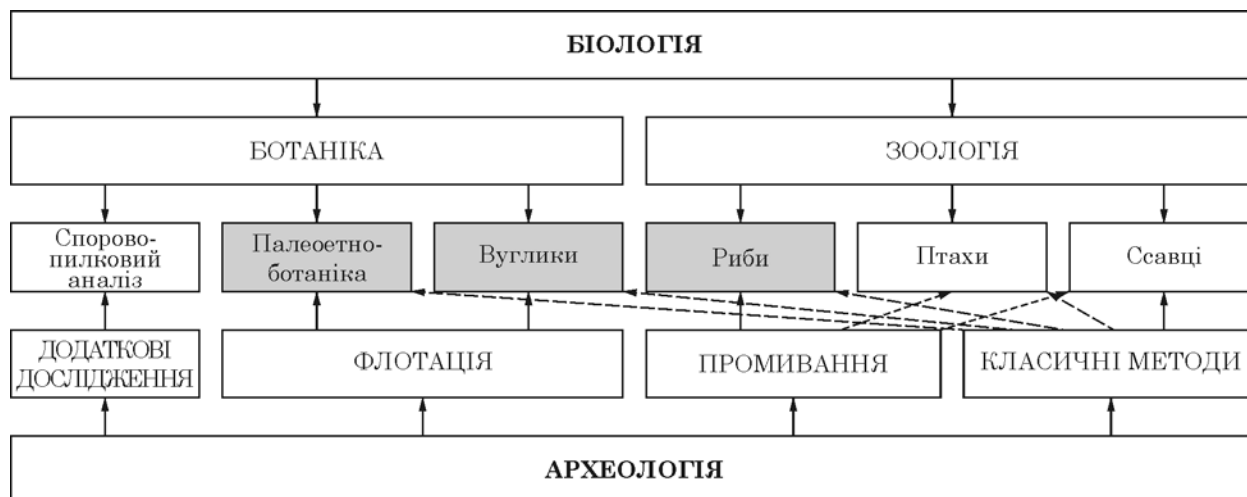 БІОЛОГІЯ
БОТАНІКА
ЗООЛОГІЯ
Спорово-
пилковий
аналіз
Палеоетно-
ботаніка
Вуглики
Риби
Птахи
Ссавці
ДОДАТКОВІ
ДОСЛІДЖЕННЯ
ФЛОТАЦІЯ
ПРОМИВАННЯ
КЛАСИЧНІ МЕТОДИ
АРХЕОЛОГІЯ